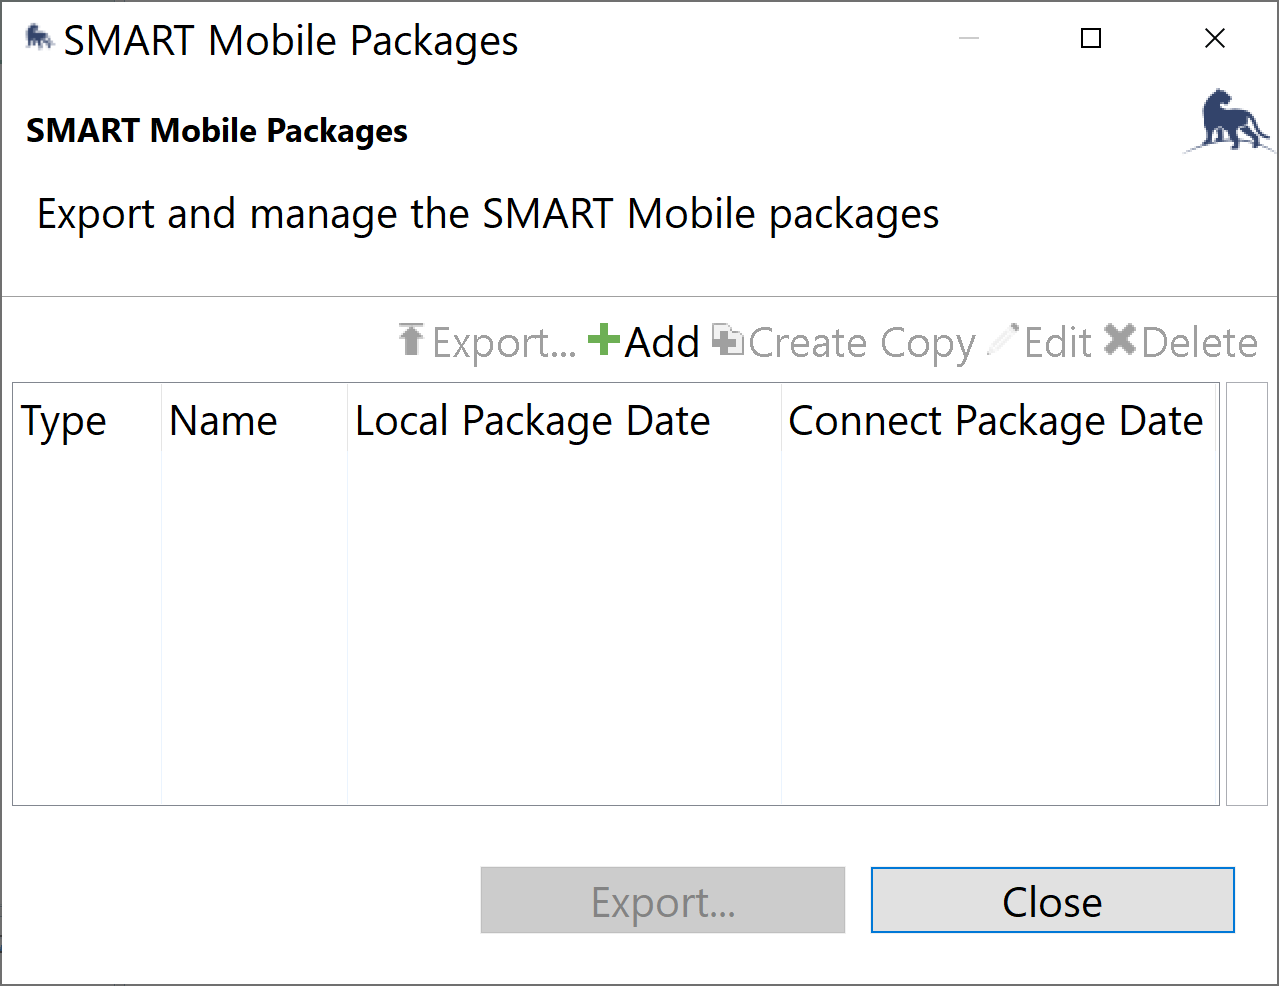 SMART Mobile Packages
SMART Mobile Packages
Export and manage the SMART Mobile packages
Export... Add Create Copy Edit Delete
Type Name Local Package Date Connect Package Date
Export... Close